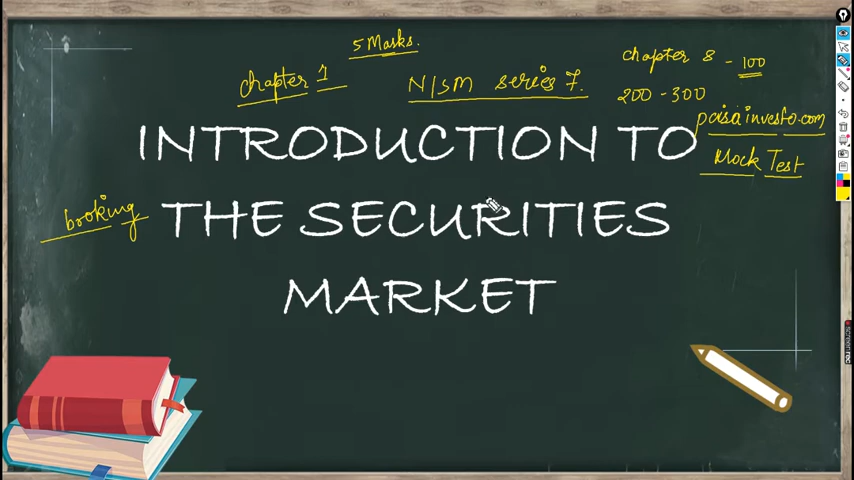 5 Marks.
chapter 1
NISM series 7.
chapter 8 - 100
200 - 300
paisainvesto.com
Mock Test
INTRODUCTION TO
broking
THE SECURITIES
MARKET
screenrec